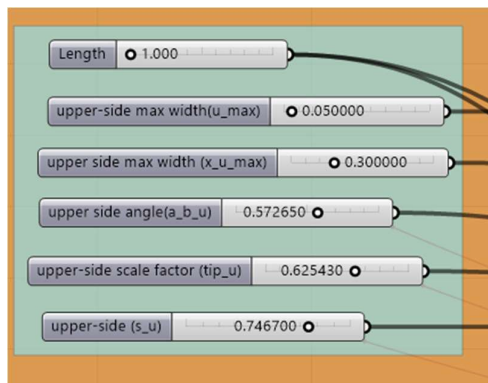 Length 1.000
upper-side max width(u_max) 0.050000
upper side max width (x_u_max) 0.300000
upper side angle(a_b_u) 0.572650
upper-side scale factor (tip_u) 0.625430
upper-side (s_u) 0.746700